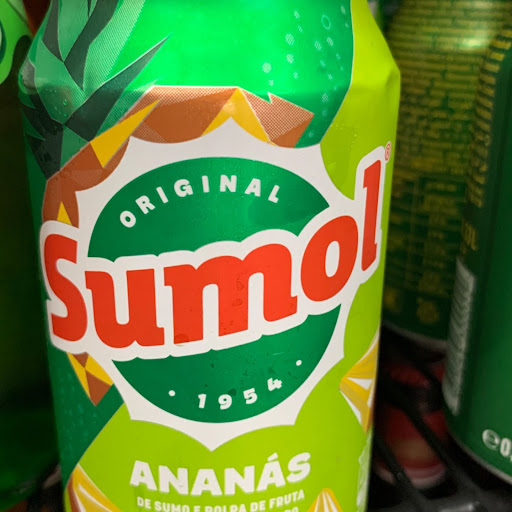 ORIGINAL
Sumol®
· 1954 ·
ANANÁS
DE SUMO E POLPA DE FRUTA